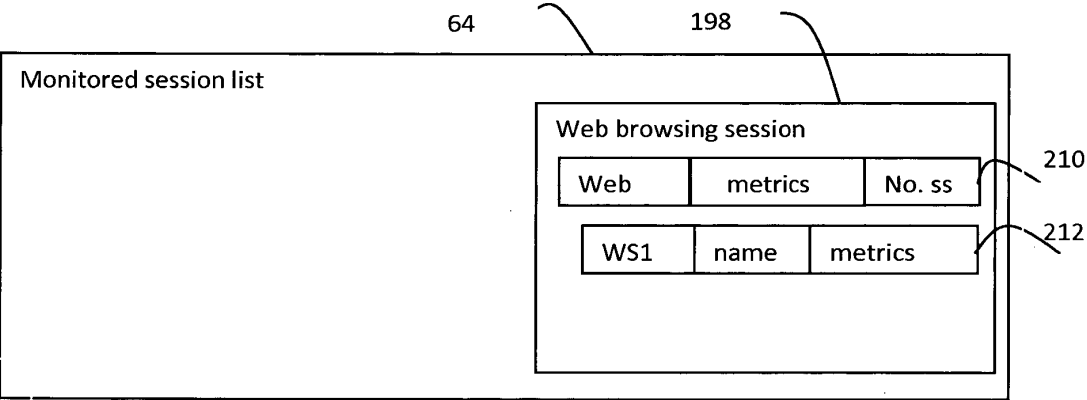 64
198
Monitored session list
Web browsing session
Web metrics No. ss
210
WS1 name metrics
212